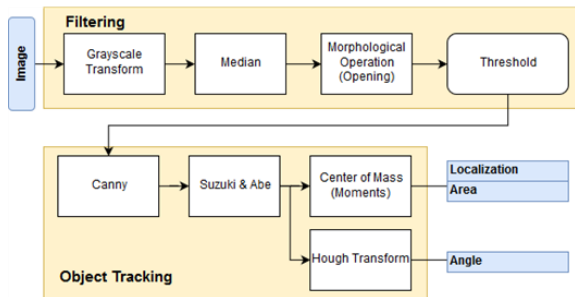 Filtering
Image
Grayscale
Transform
Median
Morphological
Operation
(Opening)
Threshold
Canny
Suzuki & Abe
Center of Mass
(Moments)
Localization
Area
Hough Transform
Angle
Object Tracking